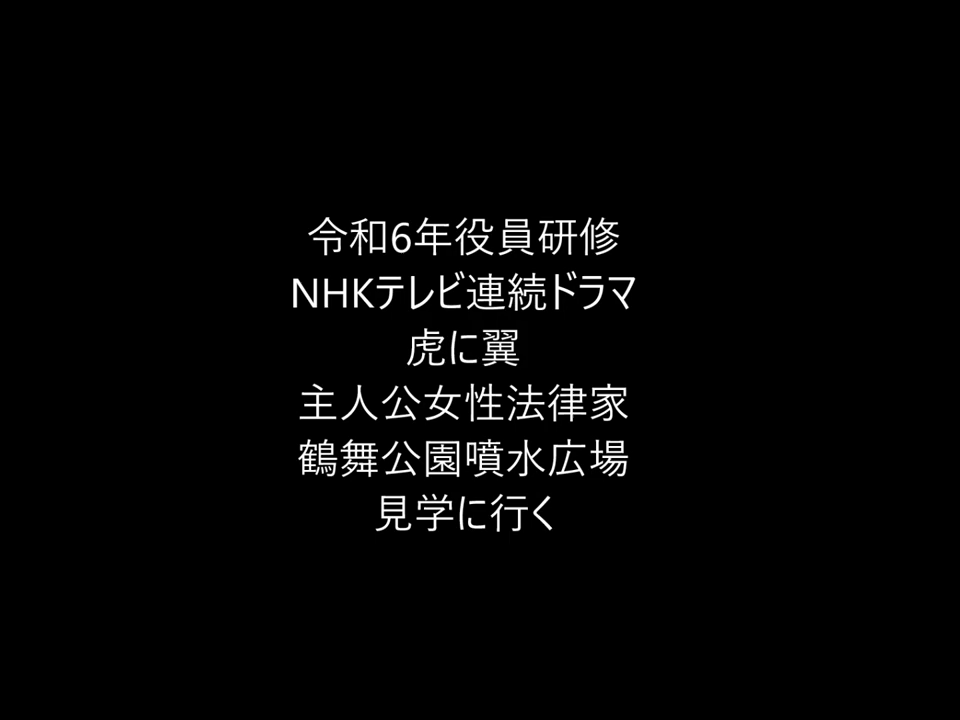 令和6年役員研修
NHKテレビ連続ドラマ
虎に翼
主人公女性法律家
鶴舞公園噴水広場
見学に行く